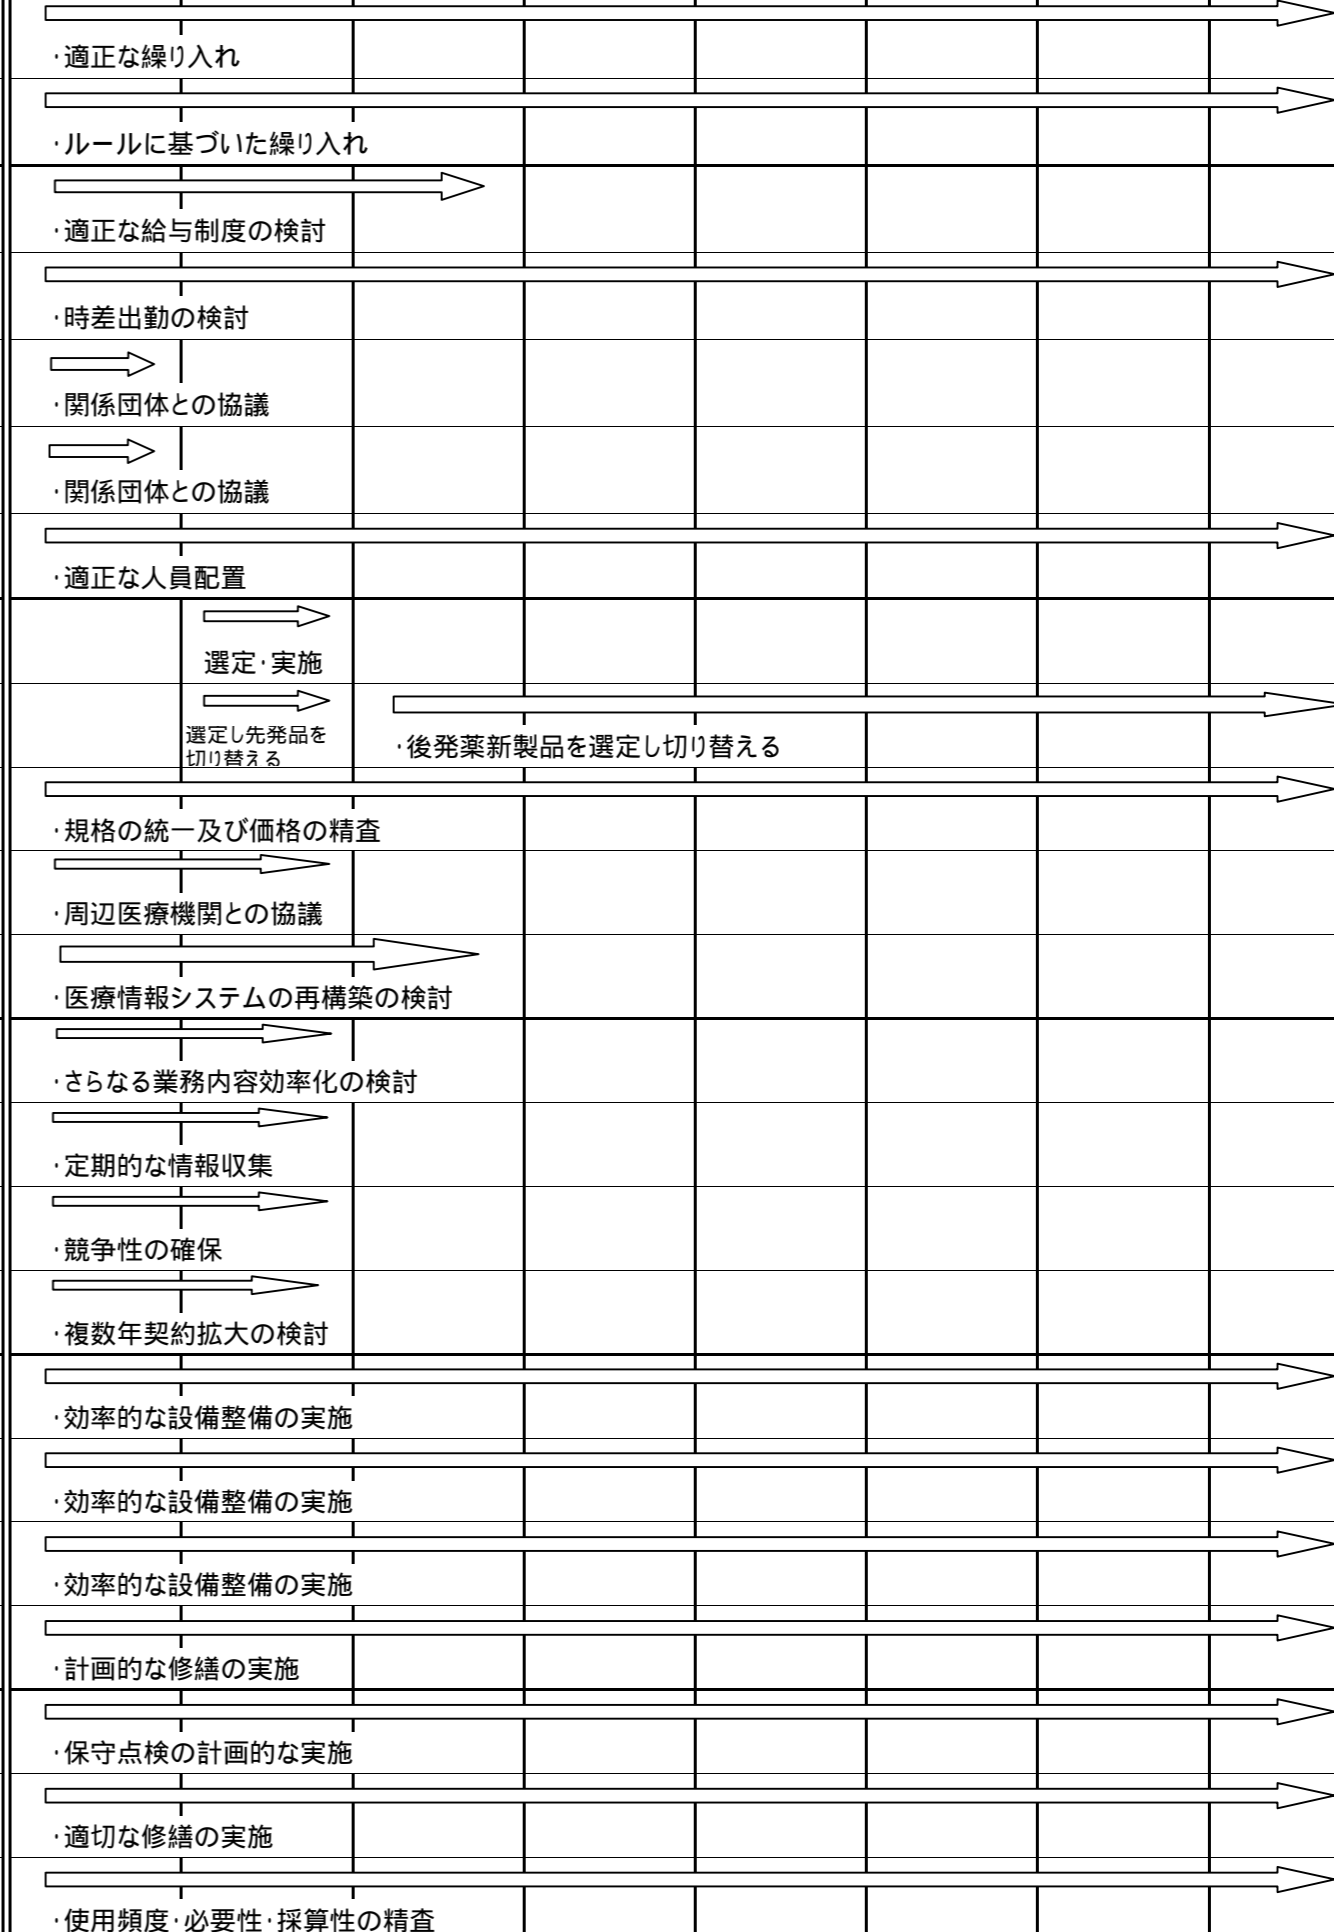 ・適正な繰り入れ
・ルールに基づいた繰り入れ
・適正な給与制度の検討
・時差出勤の検討
・関係団体との協議
・関係団体との協議
・適正な人員配置
選定・実施
選定し先発品を
切り替える
・後発薬新製品を選定し切り替える
・規格の統一及び価格の精査
・周辺医療機関との協議
・医療情報システムの再構築の検討
・さらなる業務内容効率化の検討
・定期的な情報収集
・競争性の確保
・複数年契約拡大の検討
・効率的な設備整備の実施
・効率的な設備整備の実施
・効率的な設備整備の実施
・計画的な修繕の実施
・保守点検の計画的な実施
・適切な修繕の実施
・使用頻度・必要性・採算性の精査